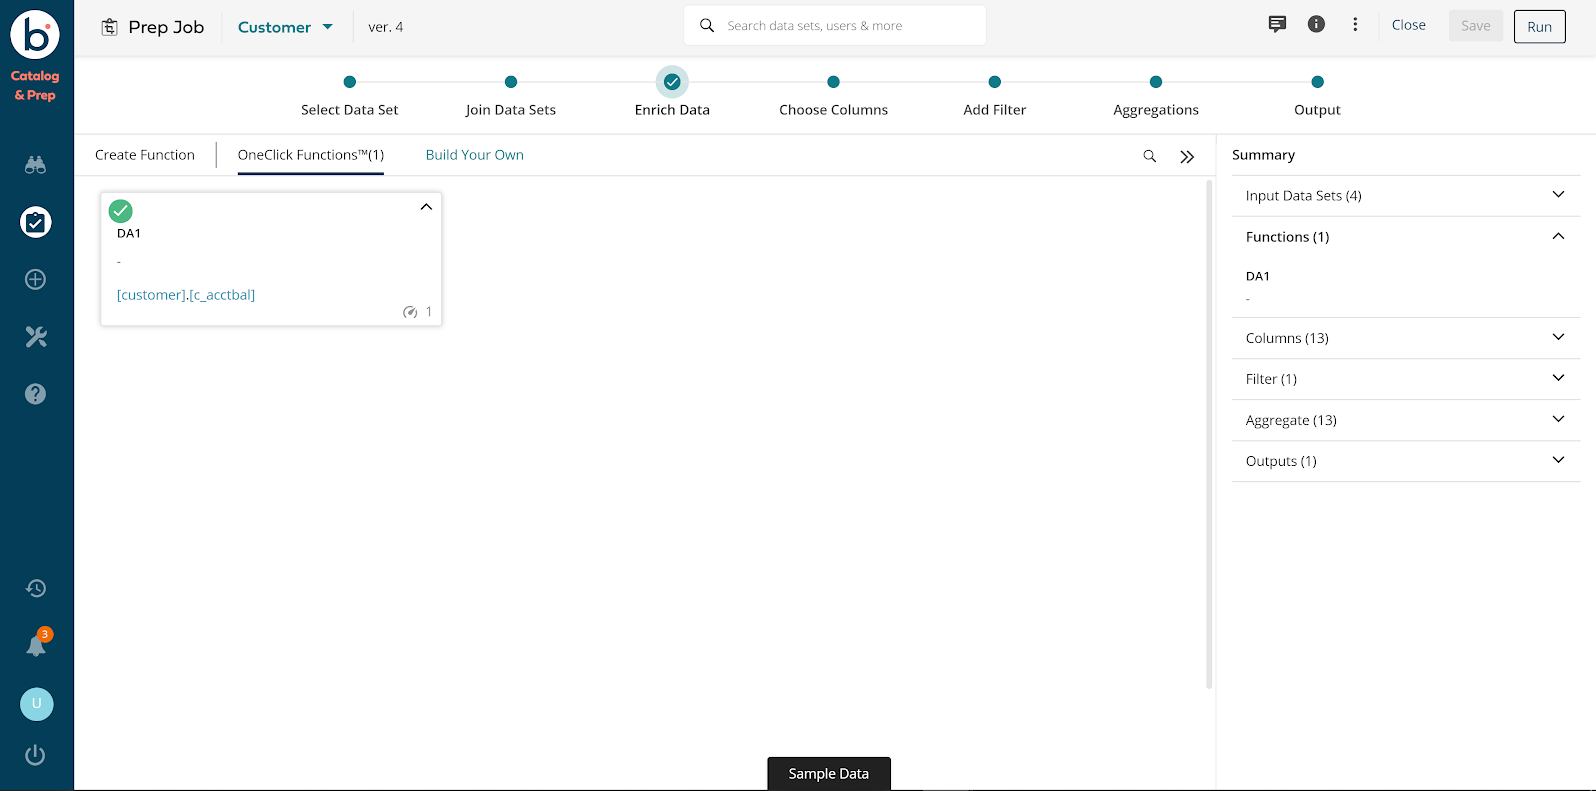 b
Catalog
& Prep
Prep Job
Customer
ver. 4
Search data sets, users & more
Close
Save
Run
Select Data Set
Join Data Sets
Enrich Data
Choose Columns
Add Filter
Aggregations
Output
Create Function
OneClick Functions™(1)
Build Your Own
DA1
-
[customer].[c_acctbal]
1
Summary
Input Data Sets (4)
Functions (1)
DA1
-
Columns (13)
Filter (1)
Aggregate (13)
Outputs (1)
3
U
Sample Data